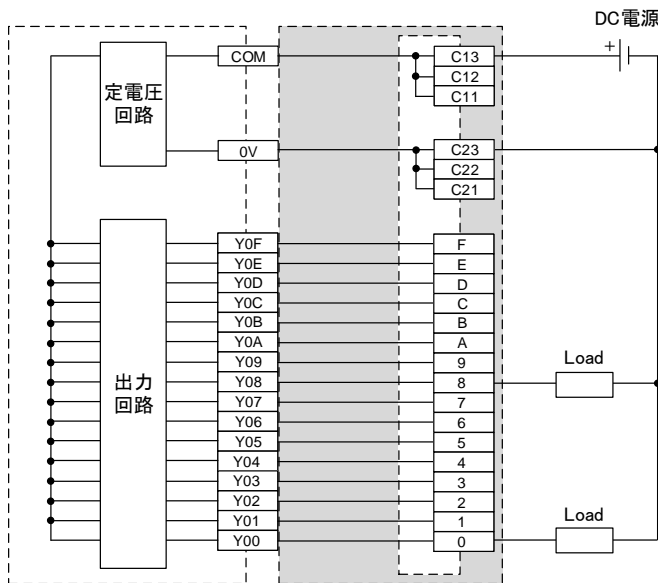 DC電源
+
COM
C13
C12
C11
定電圧
回路
0V
C23
C22
C21
Y0F
F
Y0E
E
Y0D
D
Y0C
C
Y0B
B
Y0A
A
Y09
9
Load
Y08
8
出力
回路
Y07
7
Y06
6
Y05
5
Y04
4
Y03
3
Y02
2
Load
Y01
1
Y00
0